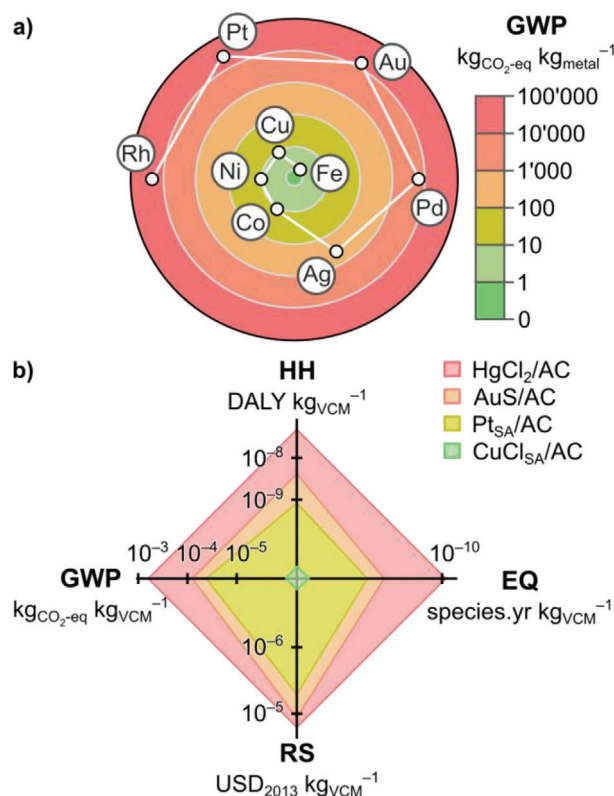 a)
GWP
kgCO₂-eq kgmetal⁻¹
Pt
Au
Cu
Rh
Ni
Fe
Pd
Co
Ag
100'000
10'000
1'000
100
10
1
0
b)
HH
DALY kgVCM⁻¹
HgCl₂/AC
AuS/AC
PtSA/AC
CuClSA/AC
10⁻⁸
10⁻⁹
10⁻³ 10⁻⁴ 10⁻⁵ 10⁻¹⁰
GWP
kgCO₂-eq kgVCM⁻¹
EQ
species.yr kgVCM⁻¹
10⁻⁶
10⁻⁵
RS
USD₂₀₁₃ kgVCM⁻¹